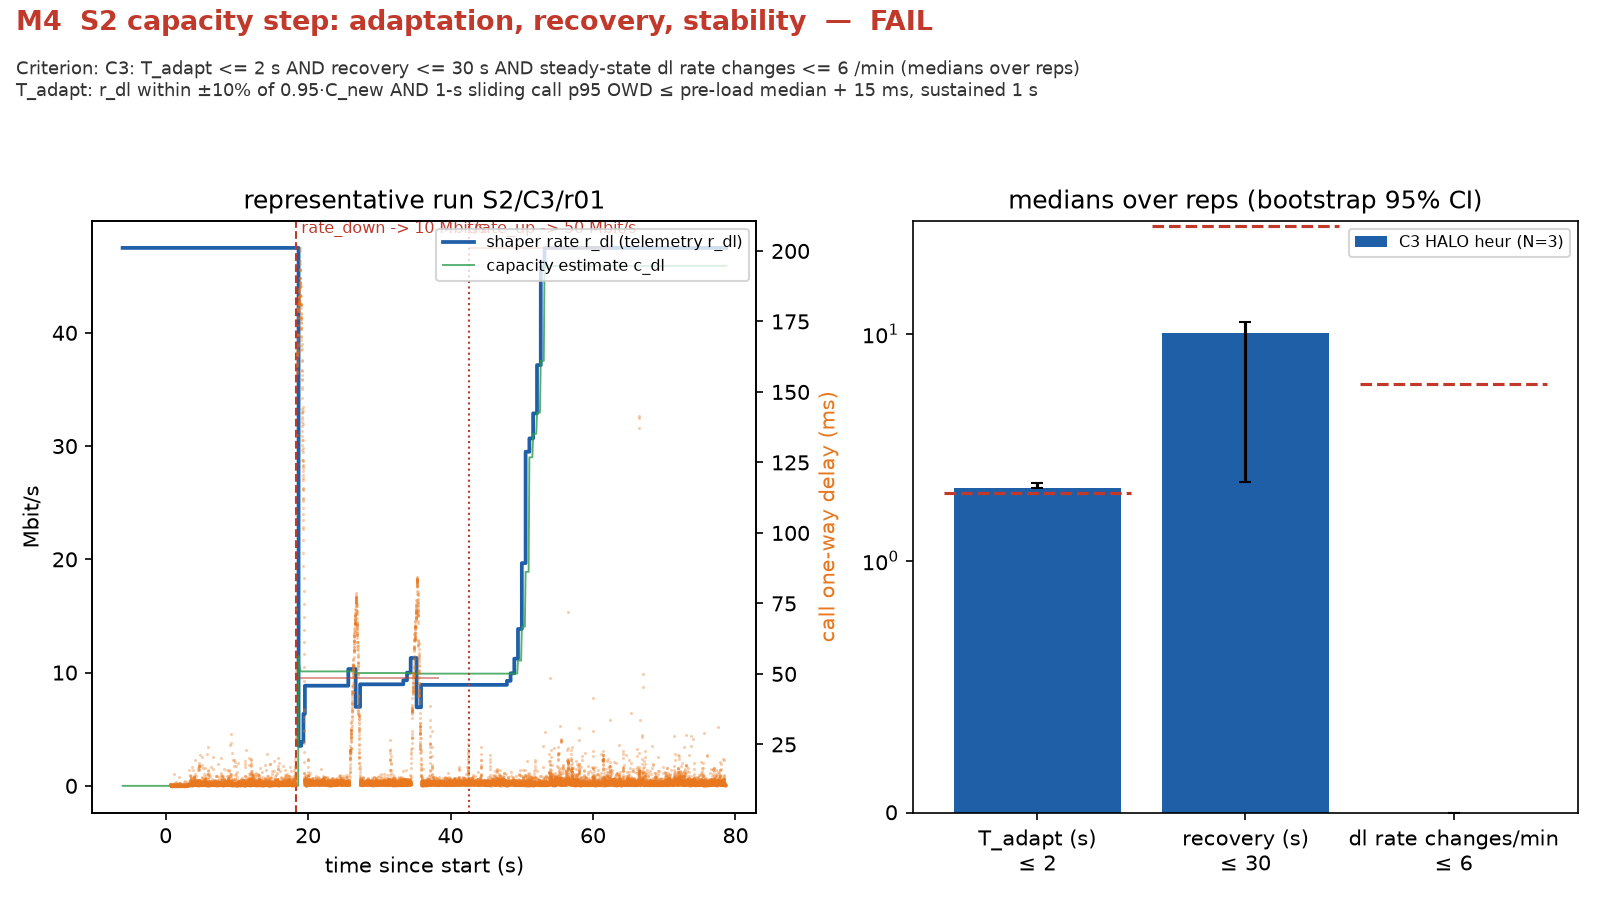 M4  S2 capacity step: adaptation, recovery, stability  —  FAIL
Criterion: C3: T_adapt <= 2 s AND recovery <= 30 s AND steady-state dl rate changes <= 6 /min (medians over reps)
T_adapt: r_dl within ±10% of 0.95·C_new AND 1-s sliding call p95 OWD ≤ pre-load median + 15 ms, sustained 1 s
representative run S2/C3/r01
rate_down -> 10 Mbit/s
rate_up -> 50 Mbit/s
shaper rate r_dl (telemetry r_dl)
capacity estimate c_dl
Mbit/s
40
30
20
10
0
200
175
150
125
100
75
50
25
call one-way delay (ms)
0
20
40
60
80
time since start (s)
medians over reps (bootstrap 95% CI)
C3 HALO heur (N=3)
10¹
10⁰
0
T_adapt (s)
≤ 2
recovery (s)
≤ 30
dl rate changes/min
≤ 6